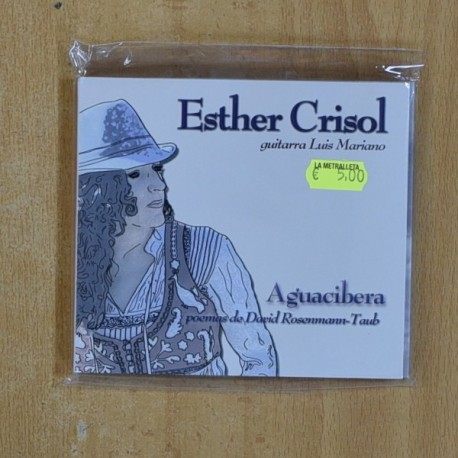 Esther Crisol
guitarra Luis Mariano
LA METRALLETA
€ 5,00
Aguacibera
poemas de David Rosenmann-Taub